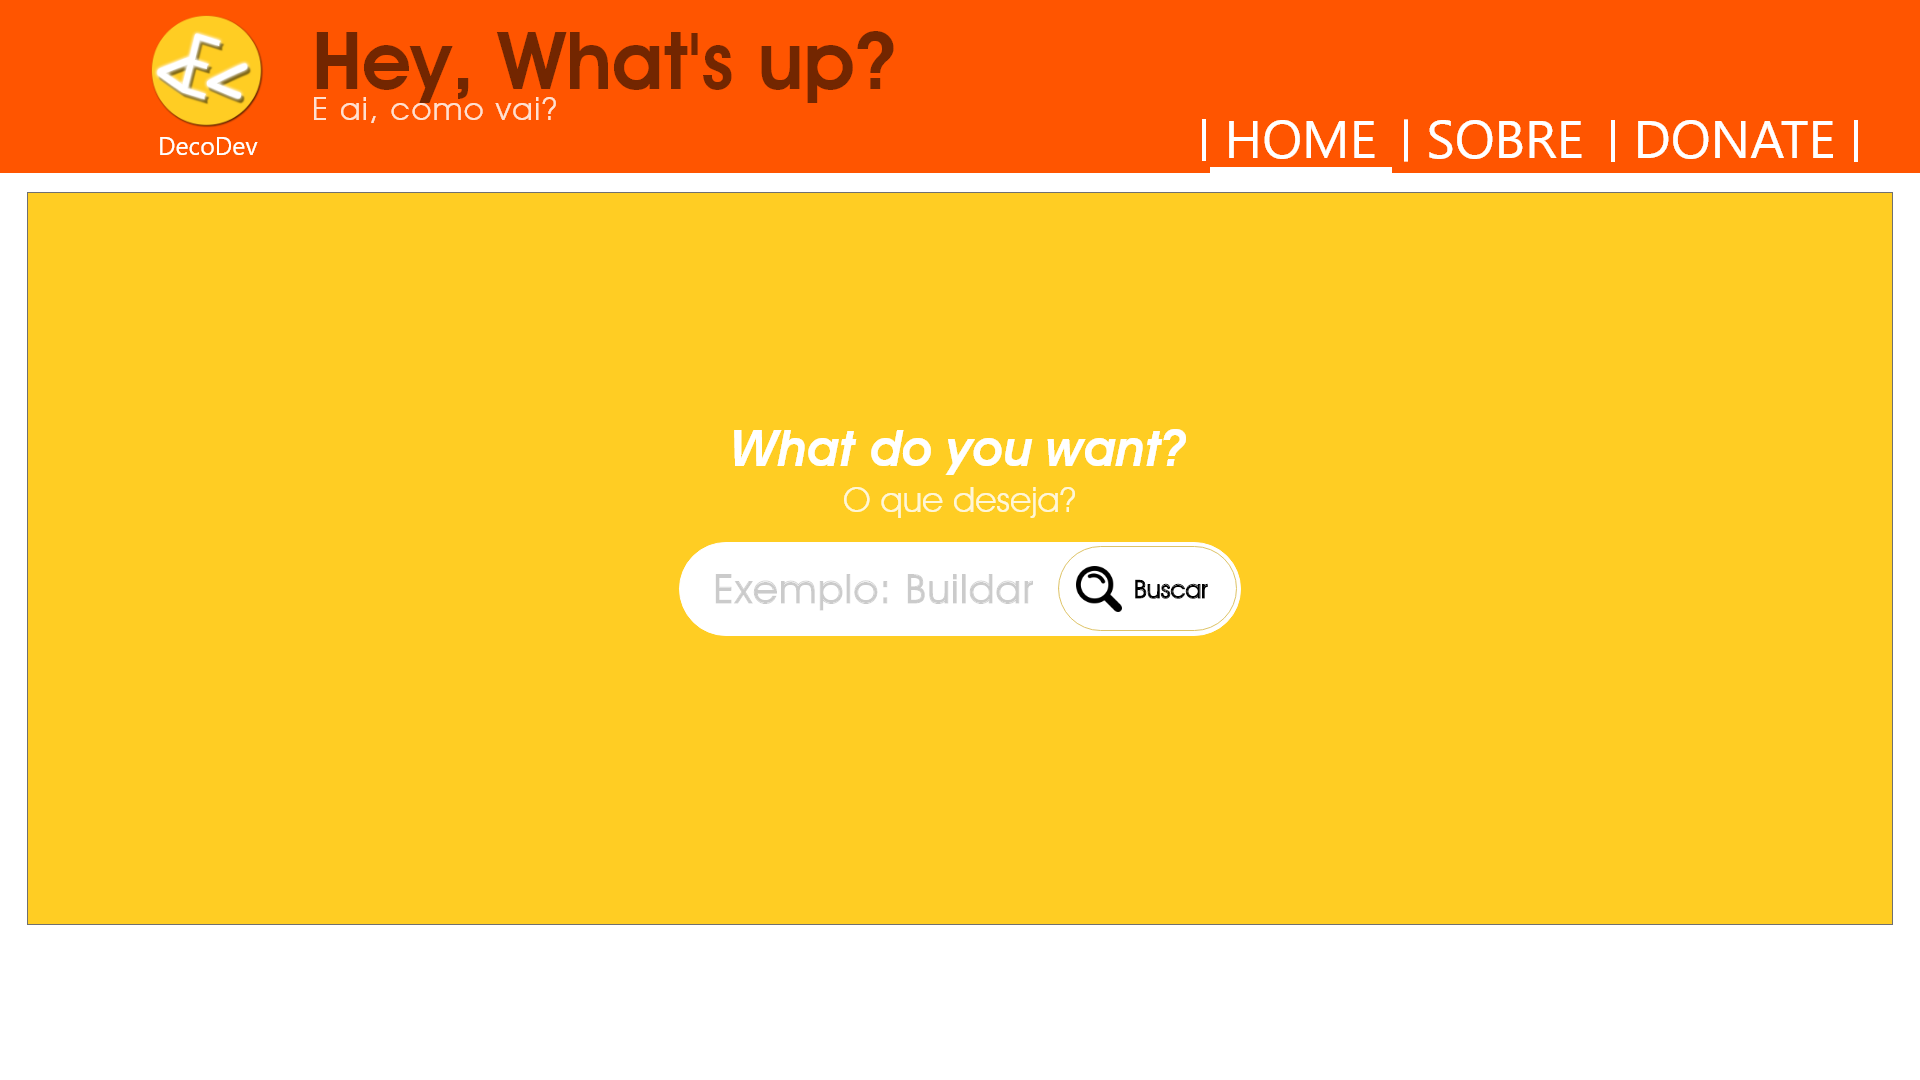 Hey, What's up?
E ai, como vai?
DecoDev
| HOME | SOBRE | DONATE |
What do you want?
O que deseja?
Exemplo: Buildar
Buscar